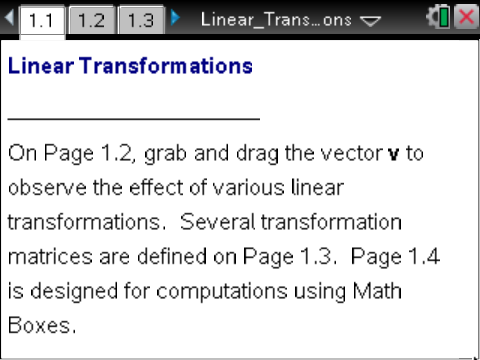 1.1 1.2 1.3 Linear_Trans...ons
Linear Transformations
On Page 1.2, grab and drag the vector v to
observe the effect of various linear
transformations.  Several transformation
matrices are defined on Page 1.3.  Page 1.4
is designed for computations using Math
Boxes.